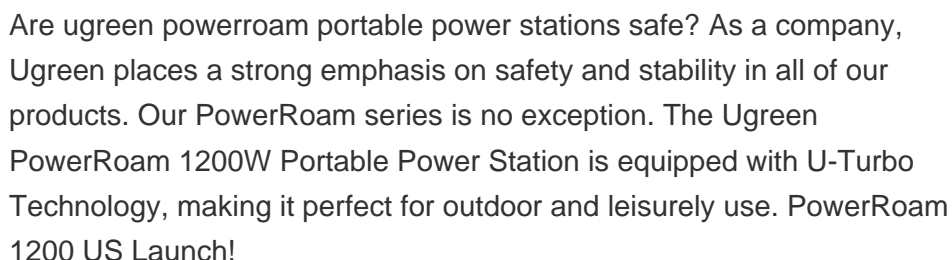 Are ugreen powerroam portable power stations safe? As a company,
Ugreen places a strong emphasis on safety and stability in all of our
products. Our PowerRoam series is no exception. The Ugreen
PowerRoam 1200W Portable Power Station is equipped with U-Turbo
Technology, making it perfect for outdoor and leisurely use. PowerRoam
1200 US Launch!